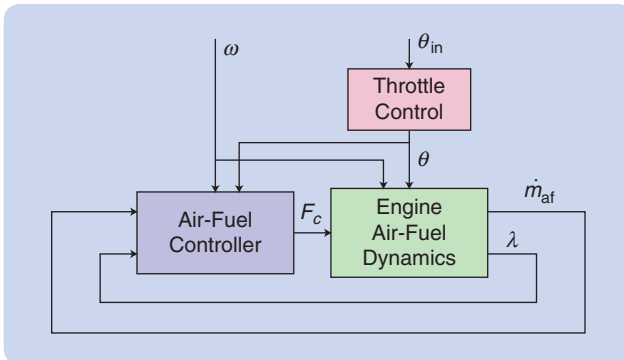 ω
θin
Throttle
Control
θ
ṁaf
Air-Fuel
Controller
Fc
Engine
Air-Fuel
Dynamics
λ